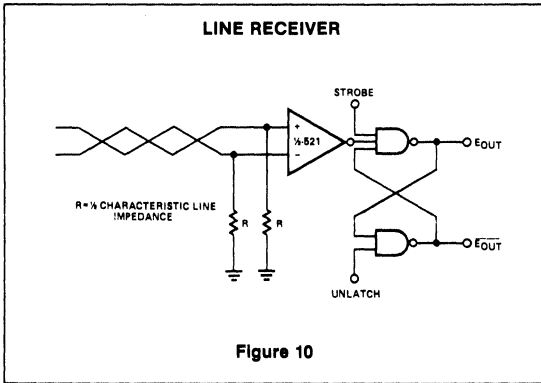 LINE RECEIVER
STROBE
+
½-521
−
EOUT
R=½ CHARACTERISTIC LINE
IMPEDANCE
R
R
EOUT
UNLATCH
Figure 10